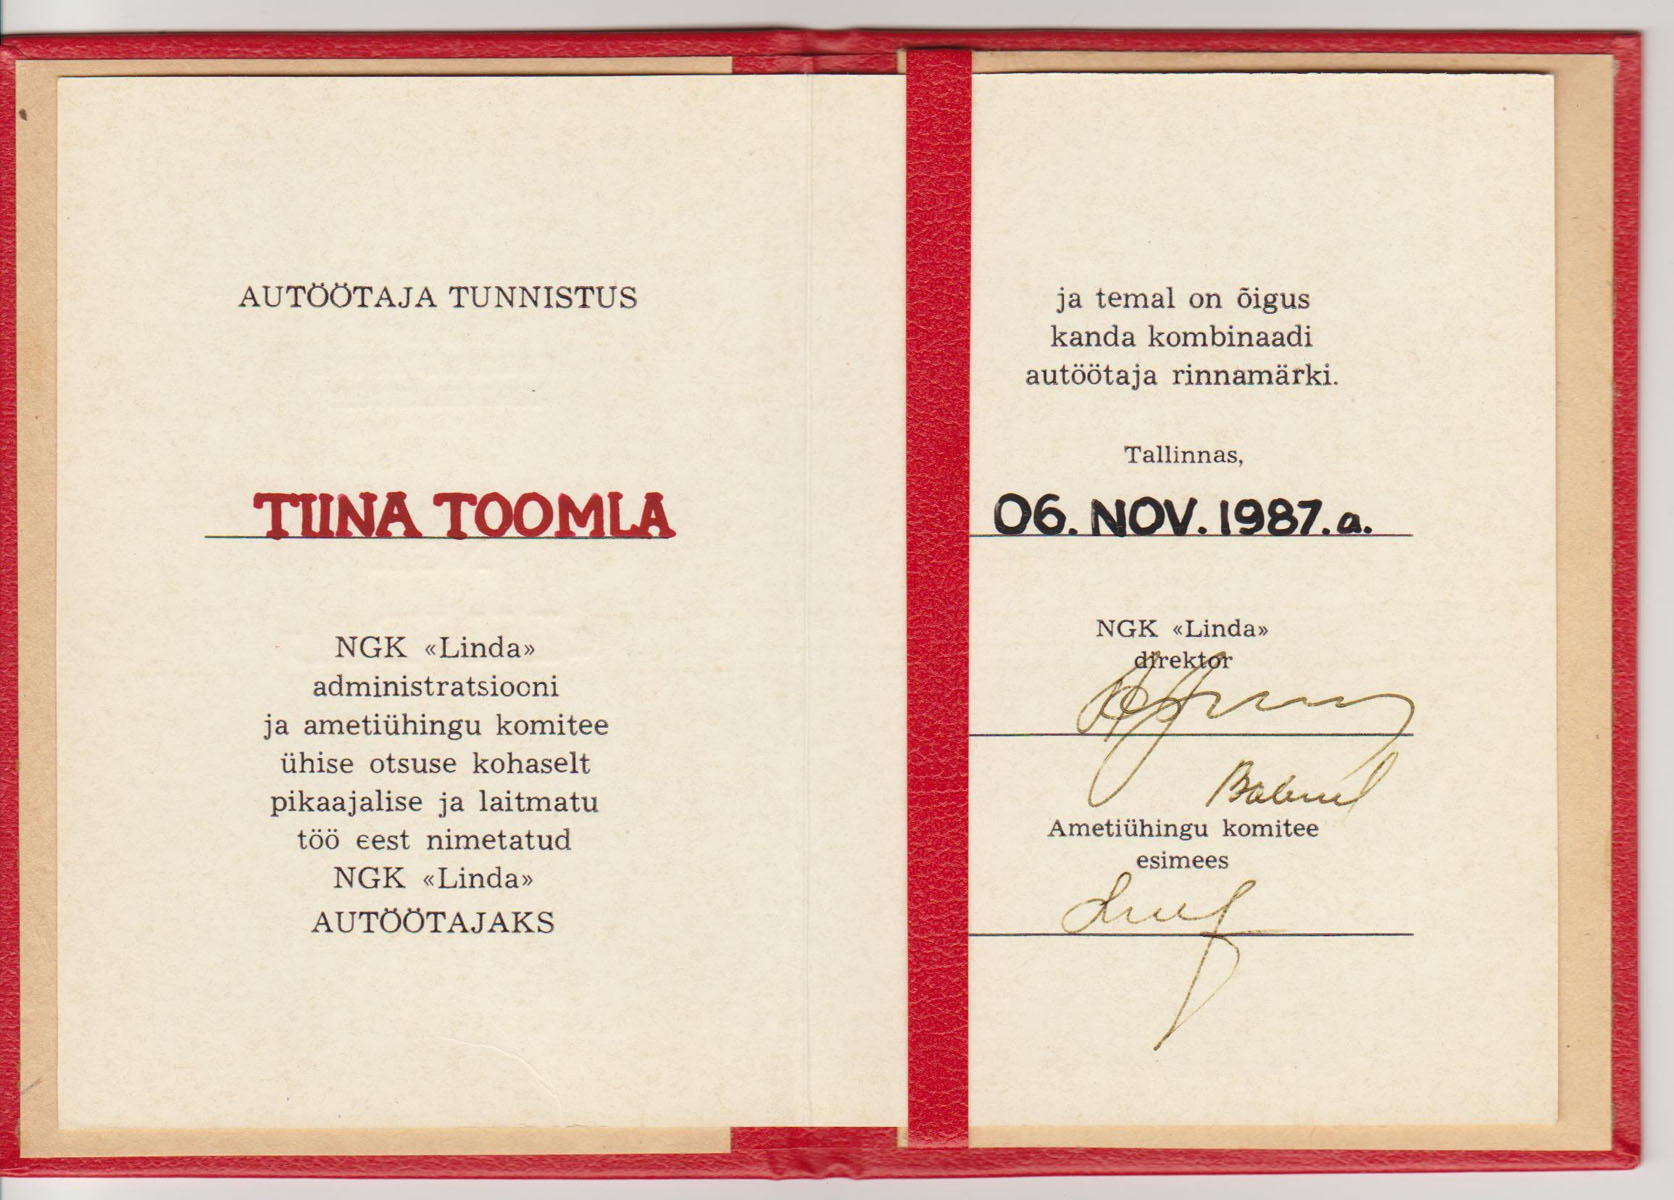 AUTÖÖTAJA TUNNISTUS
TIINA TOOMLA
NGK «Linda»
administratsiooni
ja ametiühingu komitee
ühise otsuse kohaselt
pikaajalise ja laitmatu
töö eest nimetatud
NGK «Linda»
AUTÖÖTAJAKS
ja temal on õigus
kanda kombinaadi
autöötaja rinnamärki.
Tallinnas,
06. NOV. 1987. a.
NGK «Linda»
direktor
Ametiühingu komitee
esimees